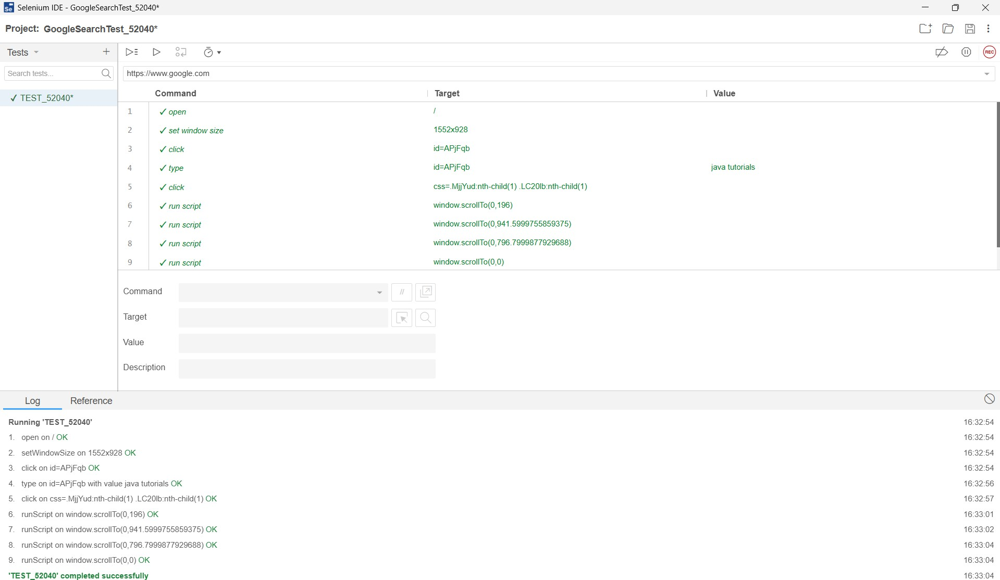 Selenium IDE - GoogleSearchTest_52040*
Project: GoogleSearchTest_52040*
Tests
Search tests...
✓ TEST_52040*
REC
https://www.google.com
Command Target Value
1 ✓ open /
2 ✓ set window size 1552x928
3 ✓ click id=APjFqb
4 ✓ type id=APjFqb java tutorials
5 ✓ click css=.MjjYud:nth-child(1) .LC20lb:nth-child(1)
6 ✓ run script window.scrollTo(0,196)
7 ✓ run script window.scrollTo(0,941.5999755859375)
8 ✓ run script window.scrollTo(0,796.7999877929688)
9 ✓ run script window.scrollTo(0,0)
Command //
Target
Value
Description
Log Reference
Running 'TEST_52040' 16:32:54
1. open on / OK 16:32:54
2. setWindowSize on 1552x928 OK 16:32:54
3. click on id=APjFqb OK 16:32:54
4. type on id=APjFqb with value java tutorials OK 16:32:56
5. click on css=.MjjYud:nth-child(1) .LC20lb:nth-child(1) OK 16:32:57
6. runScript on window.scrollTo(0,196) OK 16:33:01
7. runScript on window.scrollTo(0,941.5999755859375) OK 16:33:02
8. runScript on window.scrollTo(0,796.7999877929688) OK 16:33:04
9. runScript on window.scrollTo(0,0) OK 16:33:04
'TEST_52040' completed successfully 16:33:04